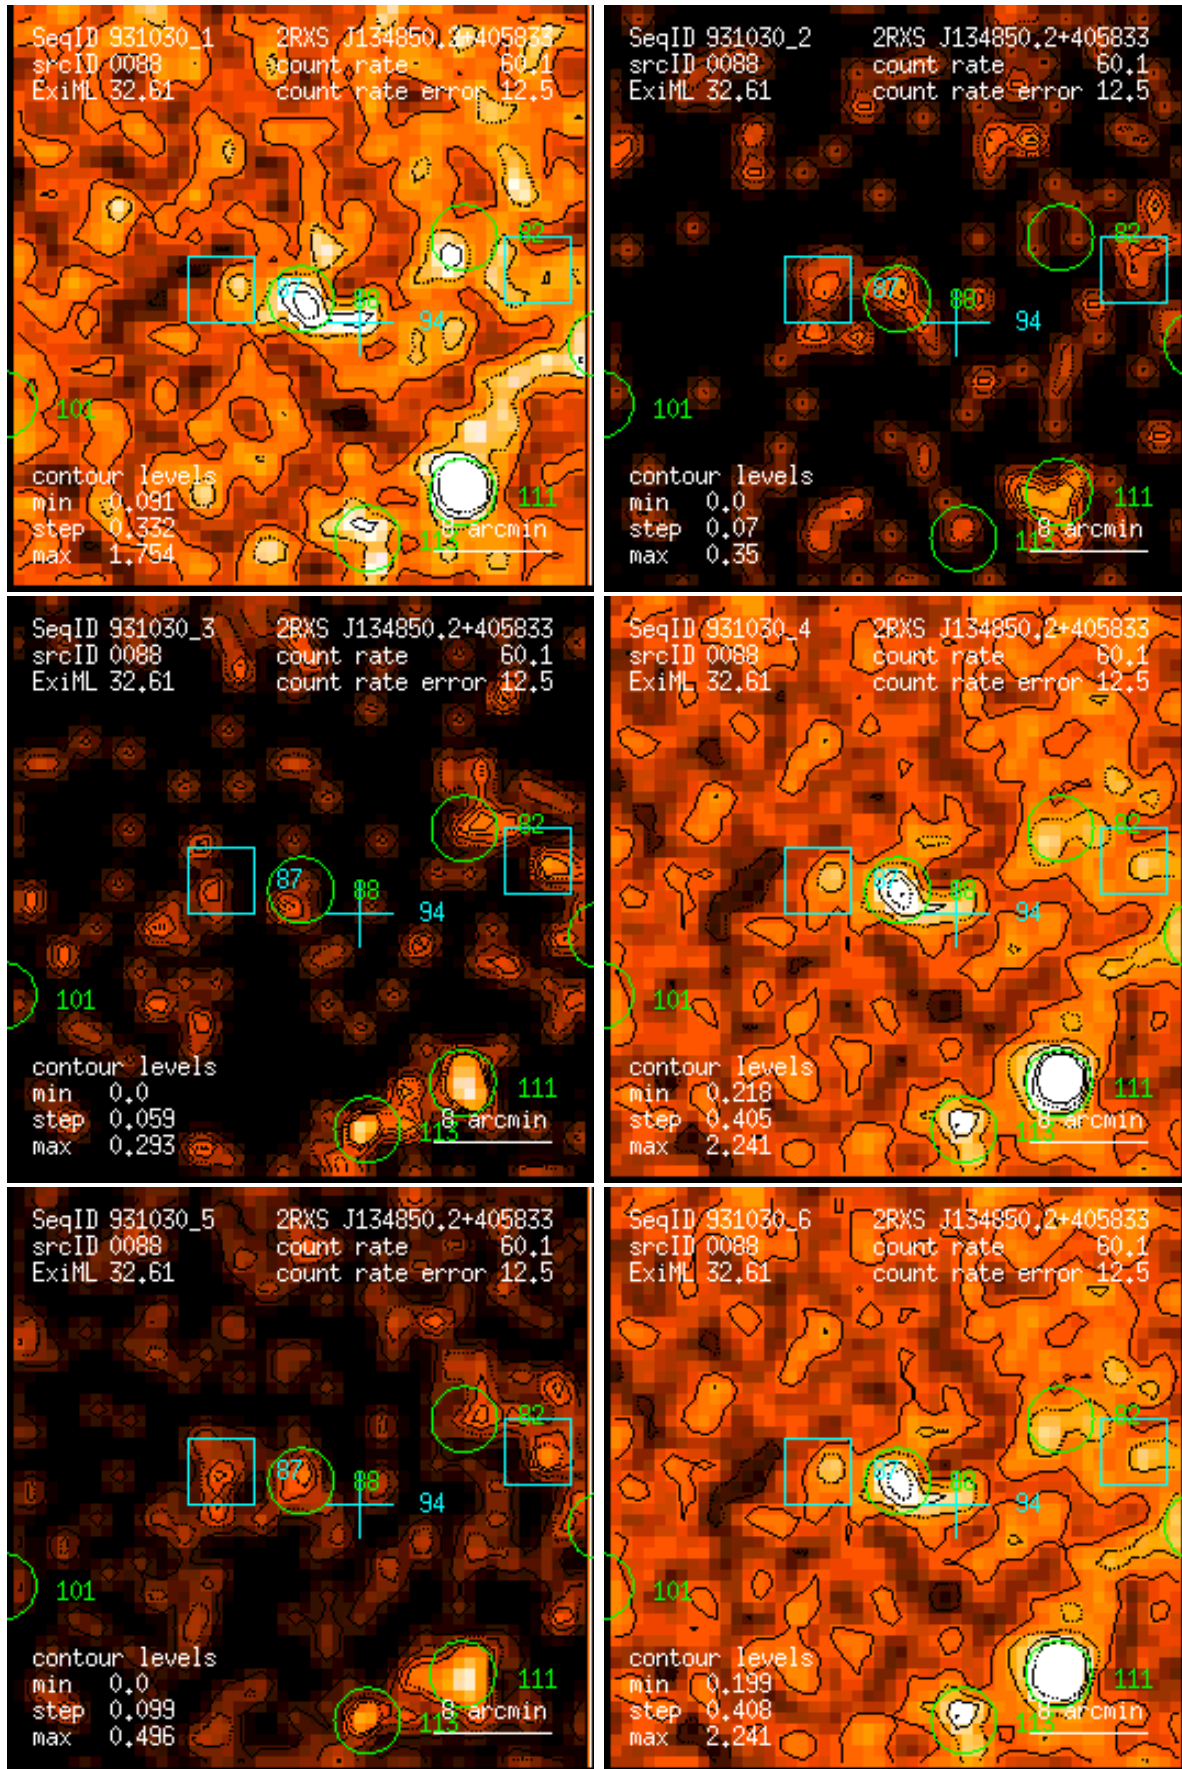 SeqID 931030_1 2RXS J134850.2+405833
srcID 0088 count rate 60.1
ExiML 32.61 count rate error 12.5
82
87 88
94
101
contour levels
min 0.091
111
step 0.332 8 arcmin
113
max 1.754
SeqID 931030_2 2RXS J134850.2+405833
srcID 0088 count rate 60.1
ExiML 32.61 count rate error 12.5
82
87 88
94
101
contour levels
min 0.0
111
step 0.07 8 arcmin
113
max 0.35
SeqID 931030_3 2RXS J134850.2+405833
srcID 0088 count rate 60.1
ExiML 32.61 count rate error 12.5
82
87 88
94
101
contour levels
min 0.0
111
step 0.059 8 arcmin
113
max 0.293
SeqID 931030_4 2RXS J134850.2+405833
srcID 0088 count rate 60.1
ExiML 32.61 count rate error 12.5
82
87 88
94
101
contour levels
min 0.218
111
step 0.405 8 arcmin
113
max 2.241
SeqID 931030_5 2RXS J134850.2+405833
srcID 0088 count rate 60.1
ExiML 32.61 count rate error 12.5
82
87 88
94
101
contour levels
min 0.0
111
step 0.099 8 arcmin
113
max 0.496
SeqID 931030_6 2RXS J134850.2+405833
srcID 0088 count rate 60.1
ExiML 32.61 count rate error 12.5
82
87 88
94
101
contour levels
min 0.199
111
step 0.408 8 arcmin
113
max 2.241